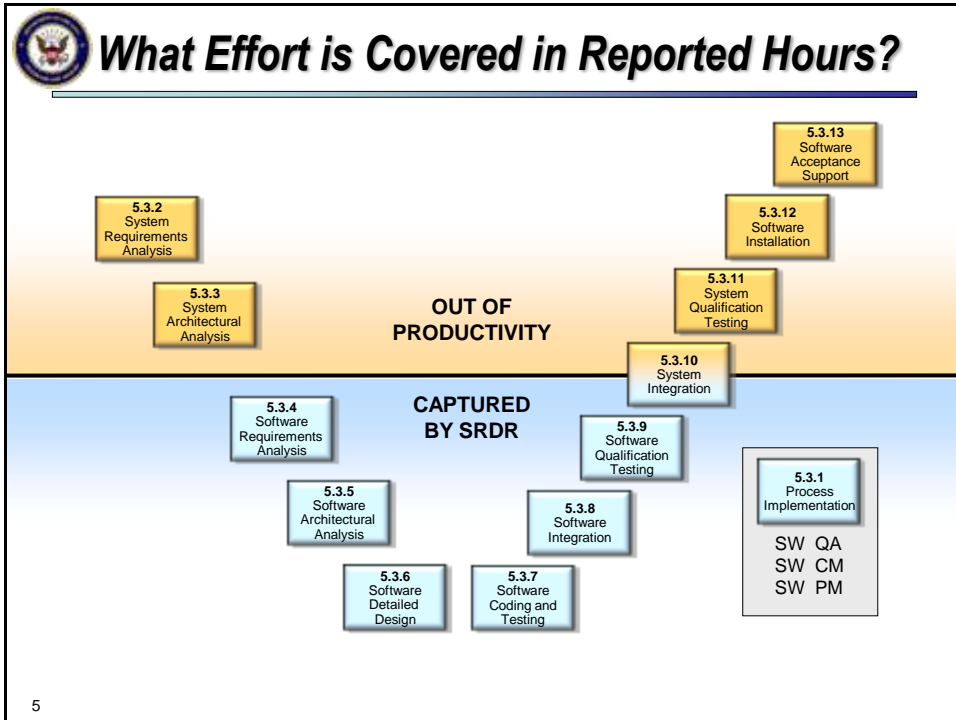 What Effort is Covered in Reported Hours?
5.3.13
Software
Acceptance
Support
5.3.2
System
Requirements
Analysis
5.3.12
Software
Installation
5.3.3
System
Architectural
Analysis
OUT OF
PRODUCTIVITY
5.3.11
System
Qualification
Testing
5.3.10
System
Integration
CAPTURED
BY SRDR
5.3.4
Software
Requirements
Analysis
5.3.9
Software
Qualification
Testing
5.3.1
Process
Implementation
SW QA
SW CM
SW PM
5.3.5
Software
Architectural
Analysis
5.3.8
Software
Integration
5.3.6
Software
Detailed
Design
5.3.7
Software
Coding and
Testing
5